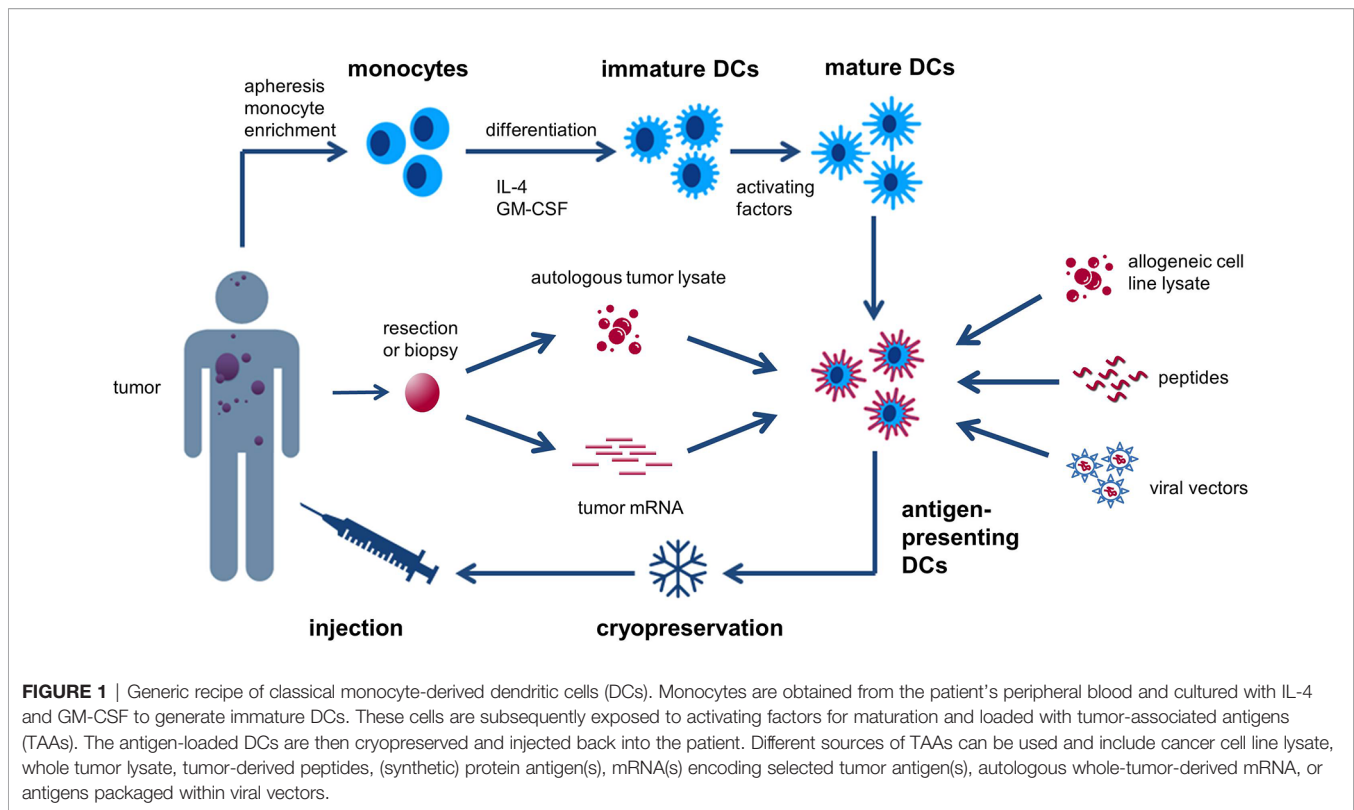 monocytes
immature DCs
mature DCs
apheresis
monocyte
enrichment
differentiation
IL-4
GM-CSF
activating
factors
autologous tumor lysate
allogeneic cell
line lysate
resection
or biopsy
tumor
peptides
tumor mRNA
viral vectors
antigen-
presenting
DCs
injection
cryopreservation
FIGURE 1 | Generic recipe of classical monocyte-derived dendritic cells (DCs). Monocytes are obtained from the patient's peripheral blood and cultured with IL-4
and GM-CSF to generate immature DCs. These cells are subsequently exposed to activating factors for maturation and loaded with tumor-associated antigens
(TAAs). The antigen-loaded DCs are then cryopreserved and injected back into the patient. Different sources of TAAs can be used and include cancer cell line lysate,
whole tumor lysate, tumor-derived peptides, (synthetic) protein antigen(s), mRNA(s) encoding selected tumor antigen(s), autologous whole-tumor-derived mRNA, or
antigens packaged within viral vectors.